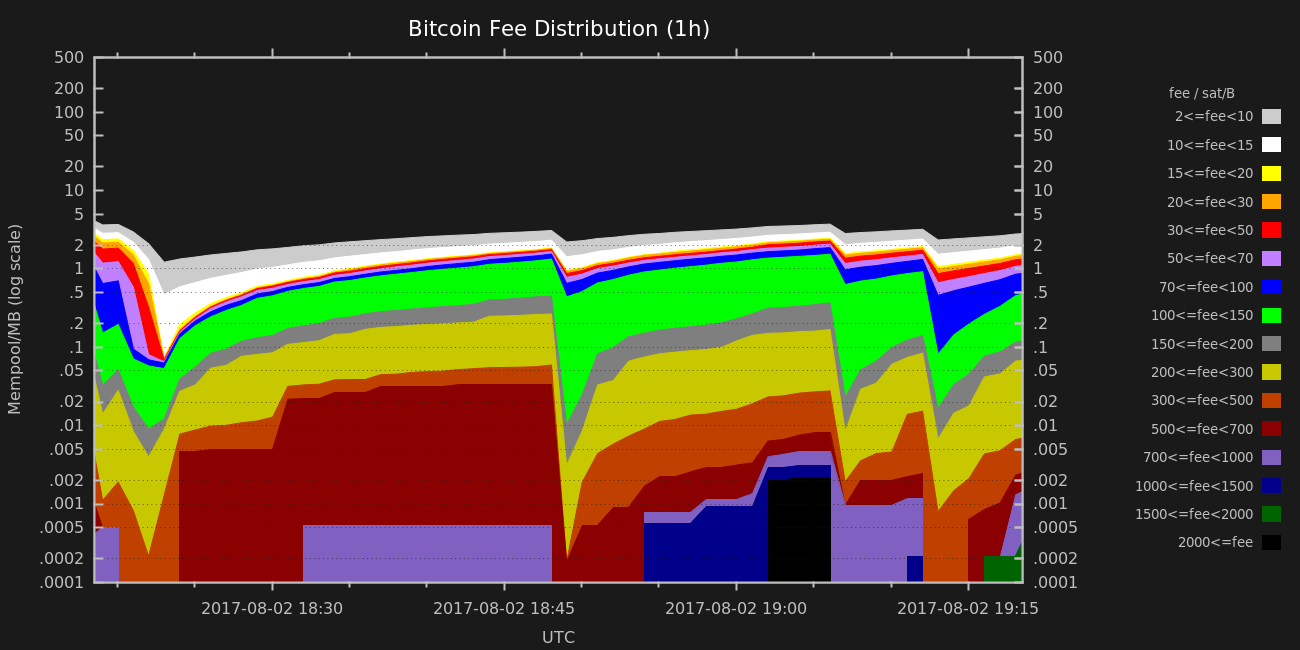 Bitcoin Fee Distribution (1h)
500
200
100
50
20
10
5
2
1
.5
.2
.1
.05
.02
.01
.005
.002
.001
.0005
.0002
.0001
Mempool/MB (log scale)
500
200
100
50
20
10
5
2
1
.5
.2
.1
.05
.02
.01
.005
.002
.001
.0005
.0002
.0001
2017-08-02 18:30
2017-08-02 18:45
2017-08-02 19:00
2017-08-02 19:15
UTC
fee / sat/B
2<=fee<10
10<=fee<15
15<=fee<20
20<=fee<30
30<=fee<50
50<=fee<70
70<=fee<100
100<=fee<150
150<=fee<200
200<=fee<300
300<=fee<500
500<=fee<700
700<=fee<1000
1000<=fee<1500
1500<=fee<2000
2000<=fee